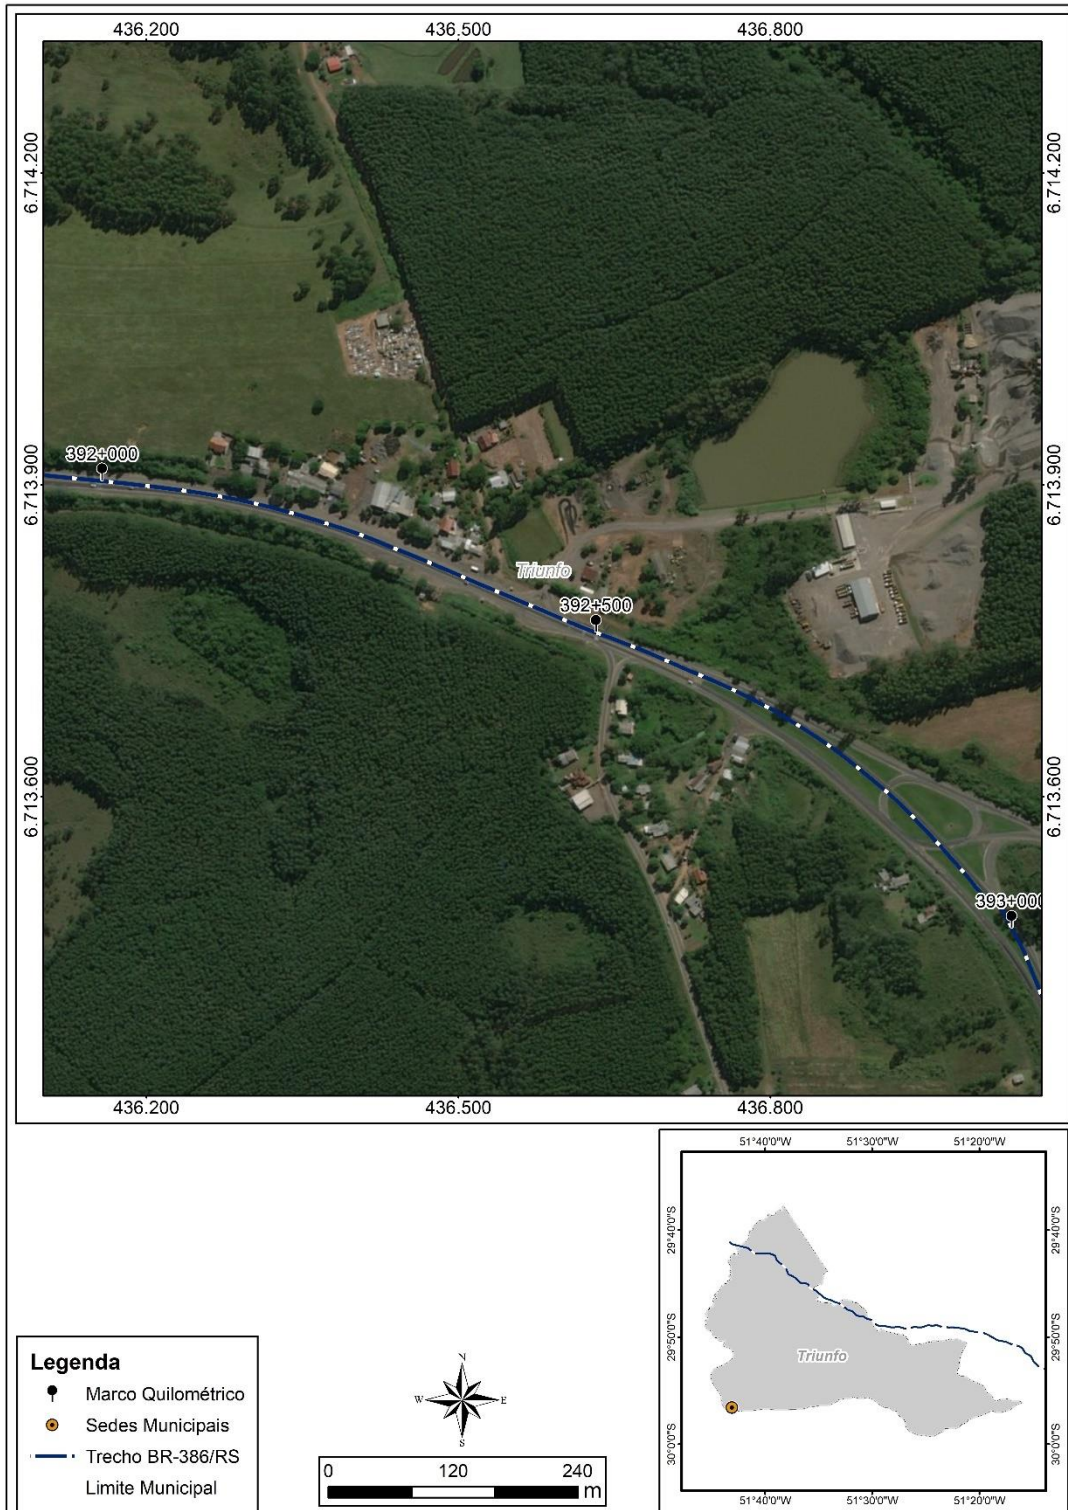 436.200 436.500 436.800
6.714.200 6.714.200
392+000
6.713.900 6.713.900
Triunfo
392+500
6.713.600 6.713.600
393+000
436.200 436.500 436.800
51°40'0"W 51°30'0"W 51°20'0"W
29°40'0"S 29°40'0"S
29°50'0"S 29°50'0"S
Triunfo
30°0'0"S 30°0'0"S
51°40'0"W 51°30'0"W 51°20'0"W
Legenda
Marco Quilométrico
Sedes Municipais
Trecho BR-386/RS
Limite Municipal
N
W E
S
0 120 240
m